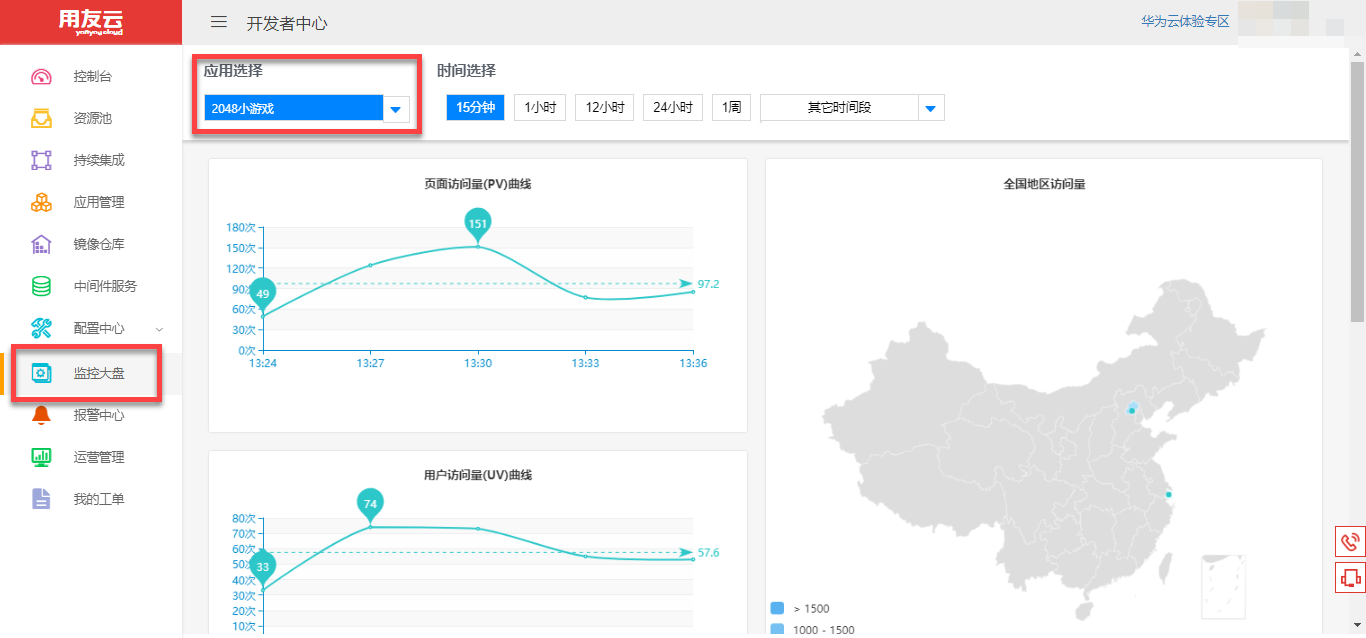 用友云
yonyou cloud
开发者中心
华为云体验专区
控制台
资源池
持续集成
应用管理
镜像仓库
中间件服务
配置中心
监控大盘
报警中心
运营管理
我的工单
应用选择
2048小游戏
时间选择
15分钟
1小时
12小时
24小时
1周
其它时间段
页面访问量(PV)曲线
180次
150次
120次
90次
60次
30次
0次
49
151
97.2
13:24
13:27
13:30
13:33
13:36
用户访问量(UV)曲线
80次
70次
60次
50次
40次
30次
20次
10次
33
74
57.6
全国地区访问量
> 1500
1000 - 1500